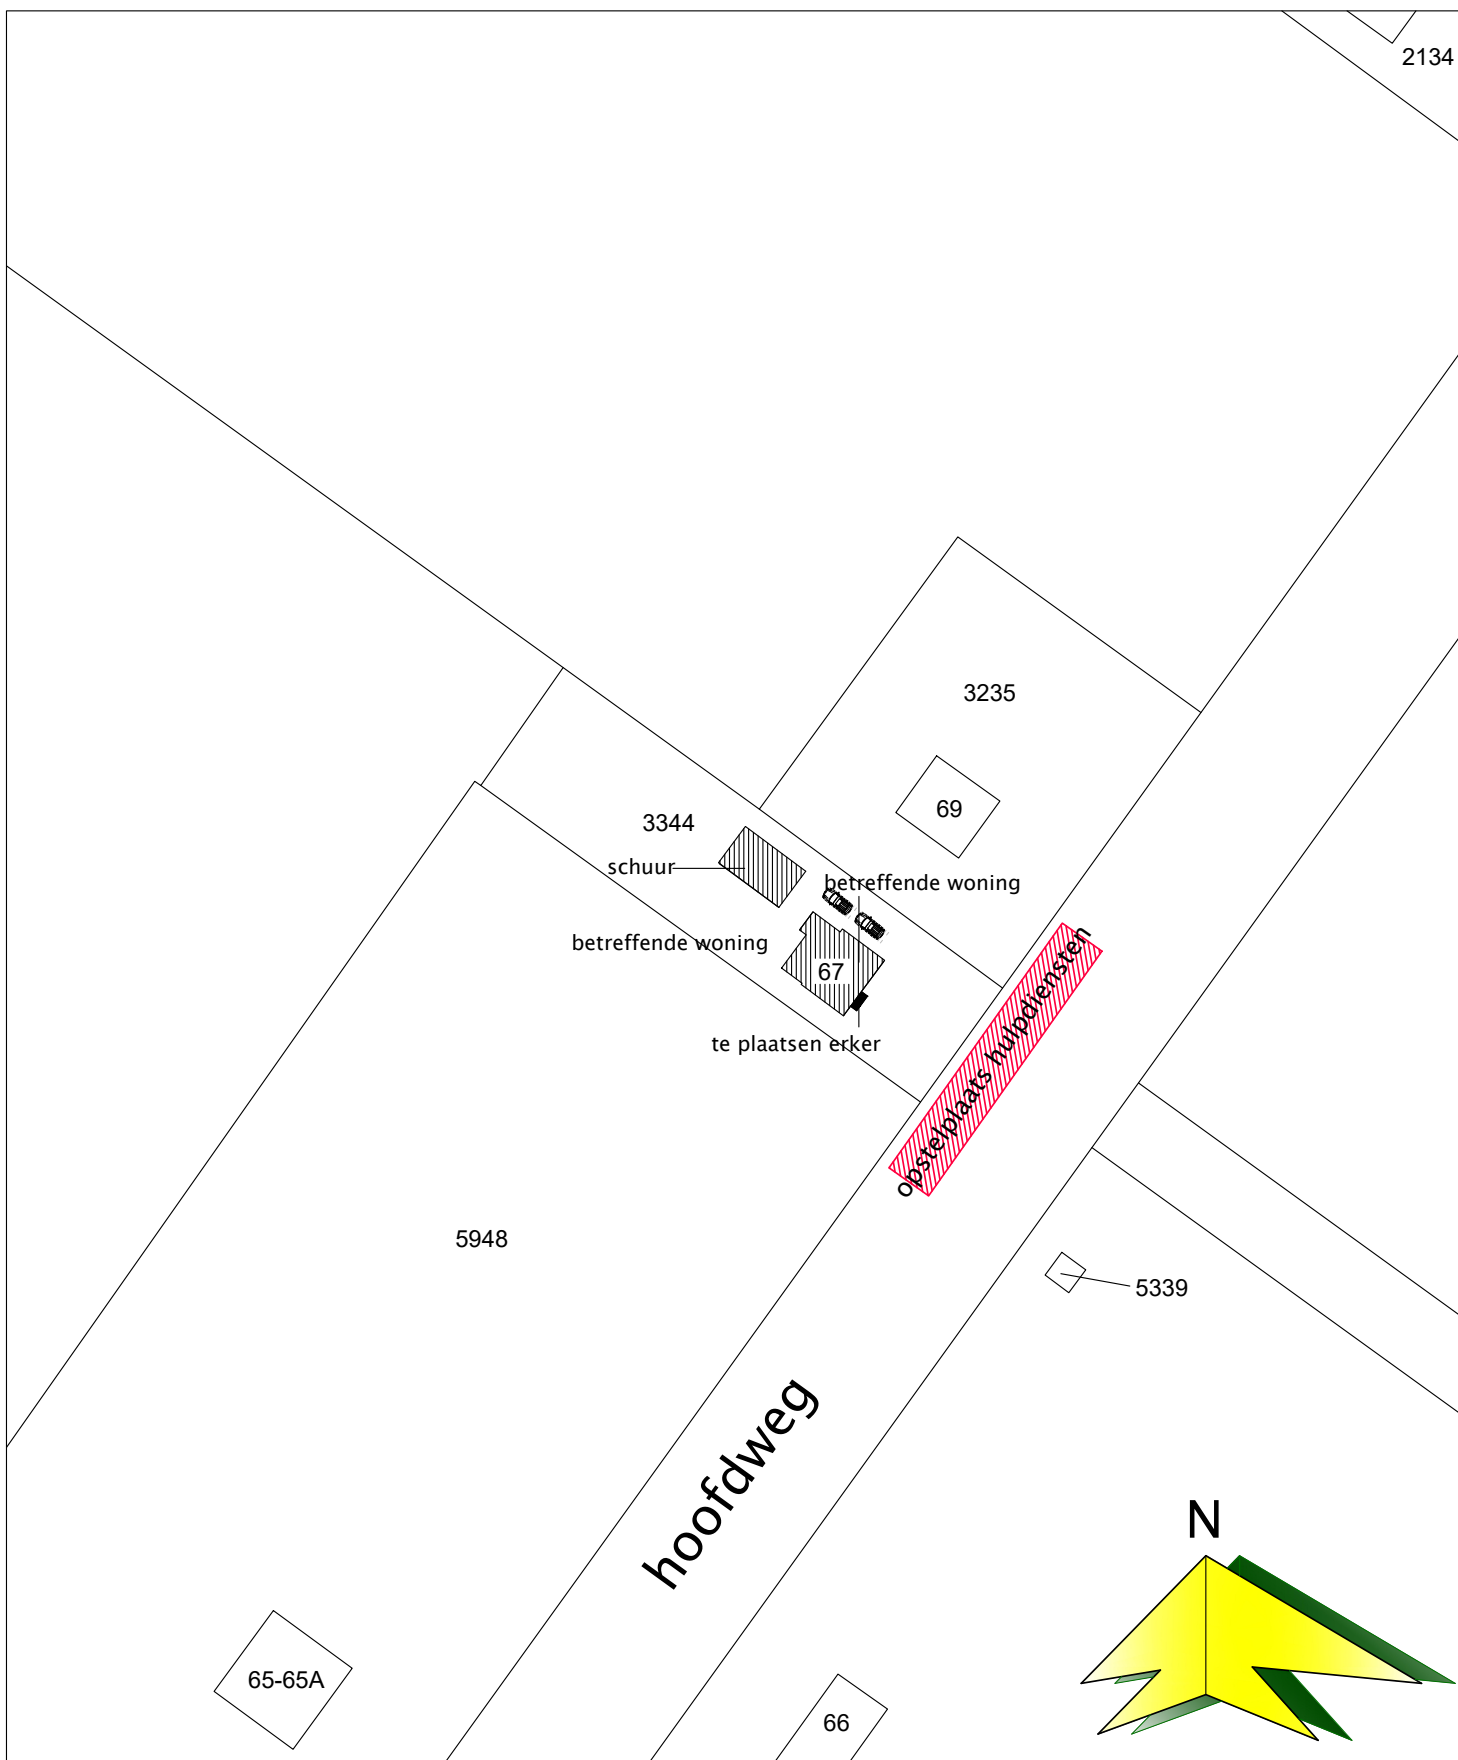 2134
3235
69
3344
schuur
betreffende woning
betreffende woning
67
te plaatsen erker
opstelplaats hulpdiensten
5948
5339
hoofdweg
N
65-65A
66